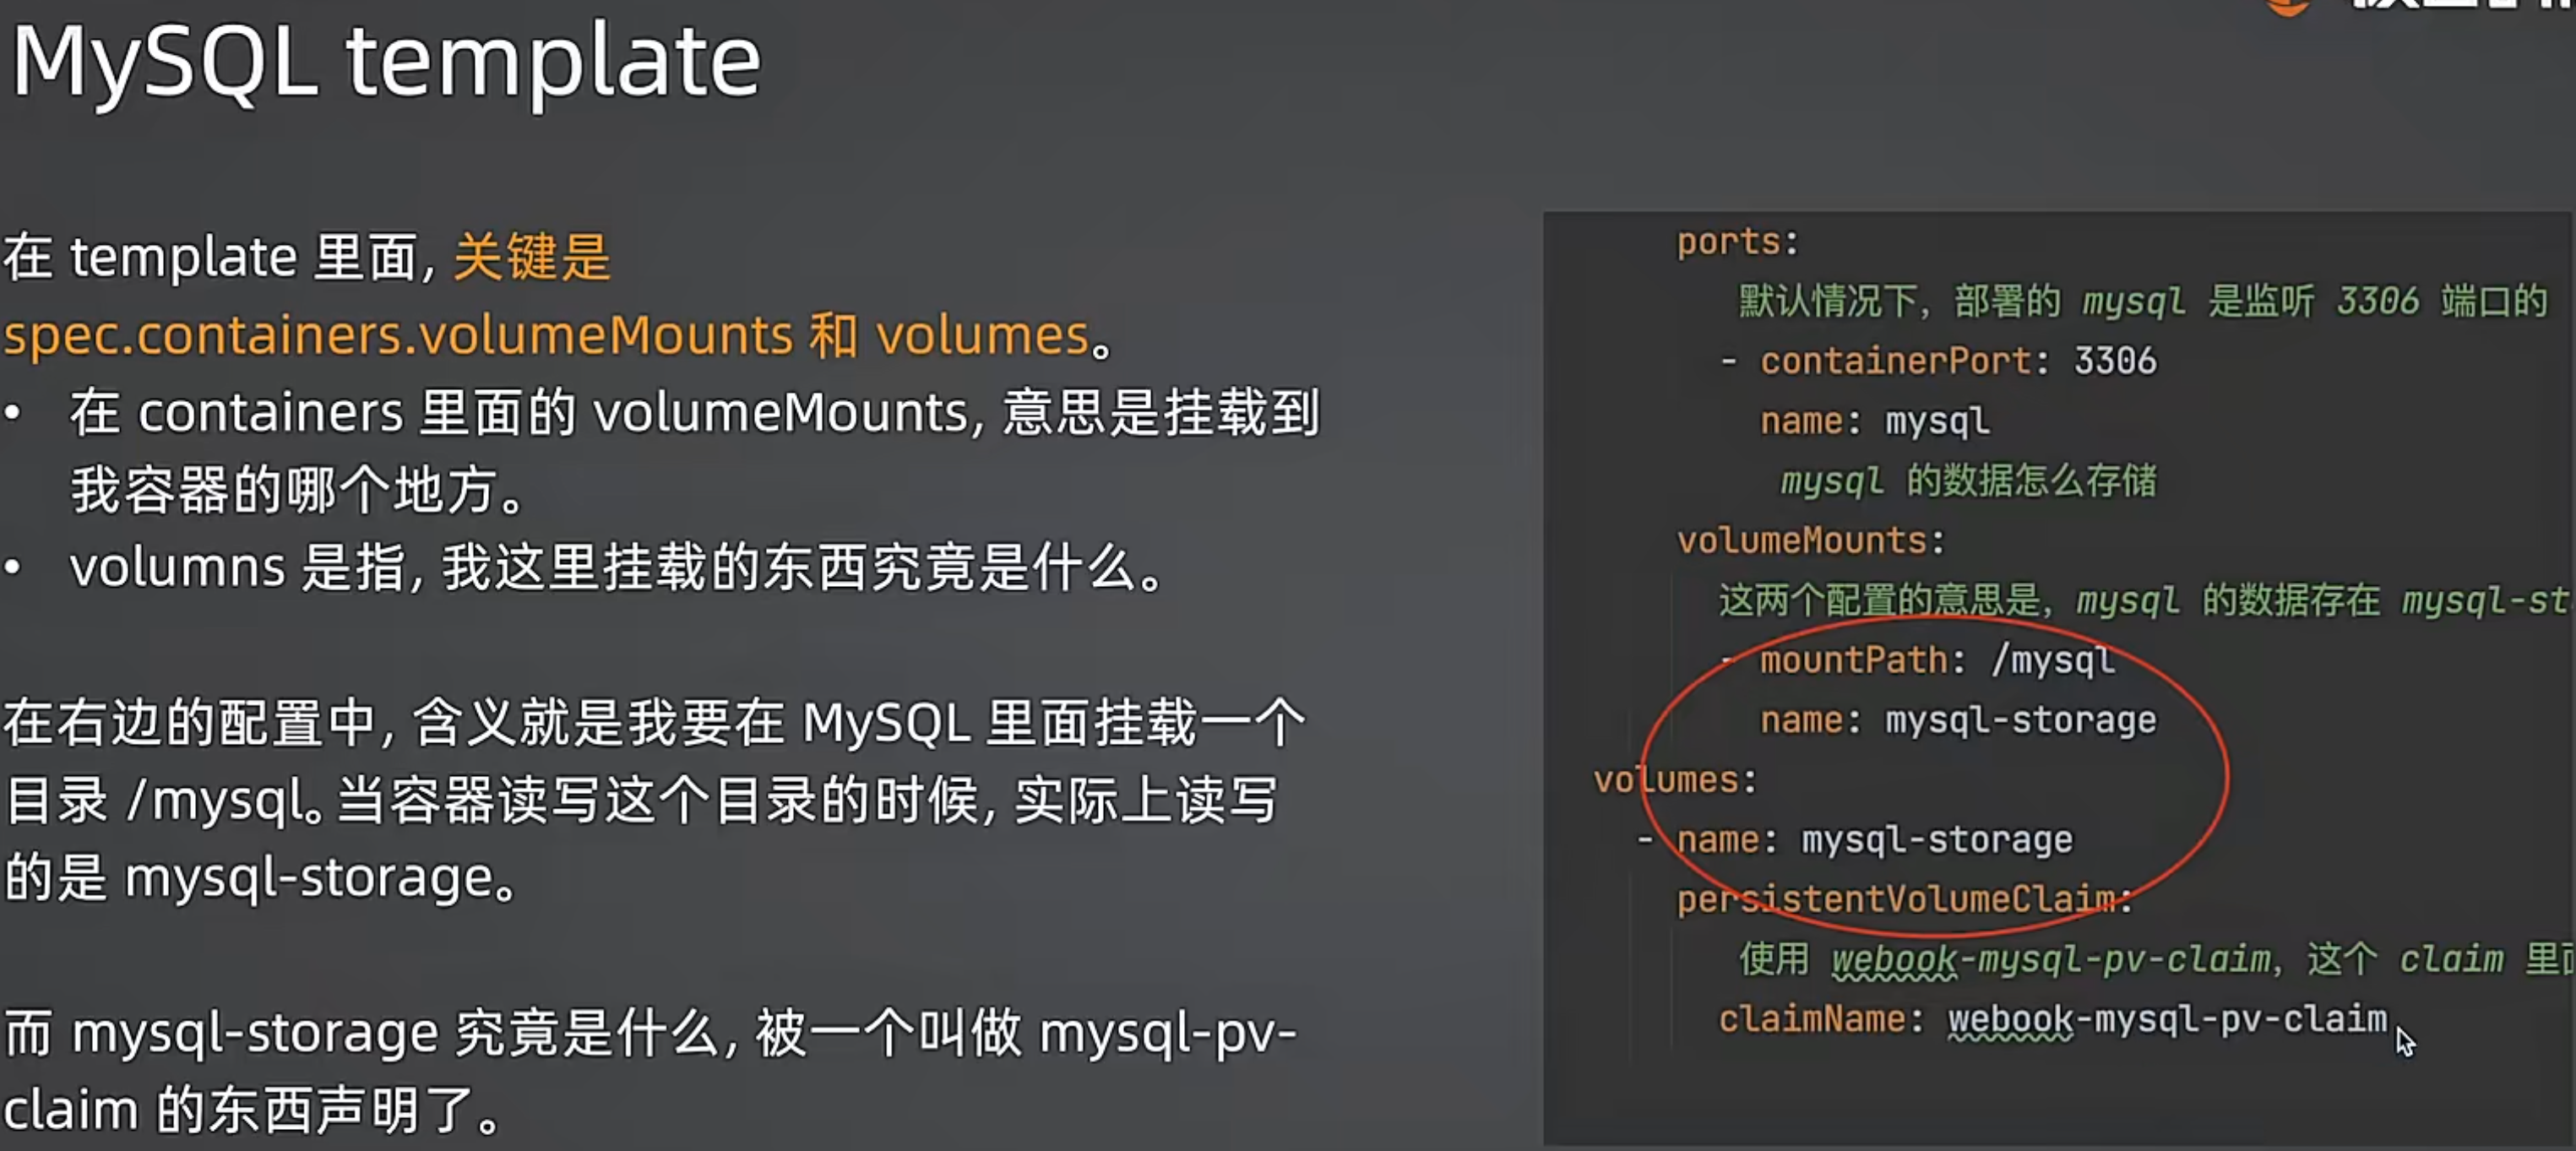 MySQL template
在 template 里面, 关键是
spec.containers.volumeMounts 和 volumes。
• 在 containers 里面的 volumeMounts, 意思是挂载到
我容器的哪个地方。
• volumns 是指, 我这里挂载的东西究竟是什么。
在右边的配置中, 含义就是我要在 MySQL 里面挂载一个
目录 /mysql。当容器读写这个目录的时候, 实际上读写
的是 mysql-storage。
而 mysql-storage 究竟是什么, 被一个叫做 mysql-pv-
claim 的东西声明了。
ports:
默认情况下，部署的 mysql 是监听 3306 端口的
- containerPort: 3306
name: mysql
mysql 的数据怎么存储
volumeMounts:
这两个配置的意思是，mysql 的数据存在 mysql-st
- mountPath: /mysql
name: mysql-storage
volumes:
- name: mysql-storage
persistentVolumeClaim:
使用 webook-mysql-pv-claim，这个 claim 里
claimName: webook-mysql-pv-claim